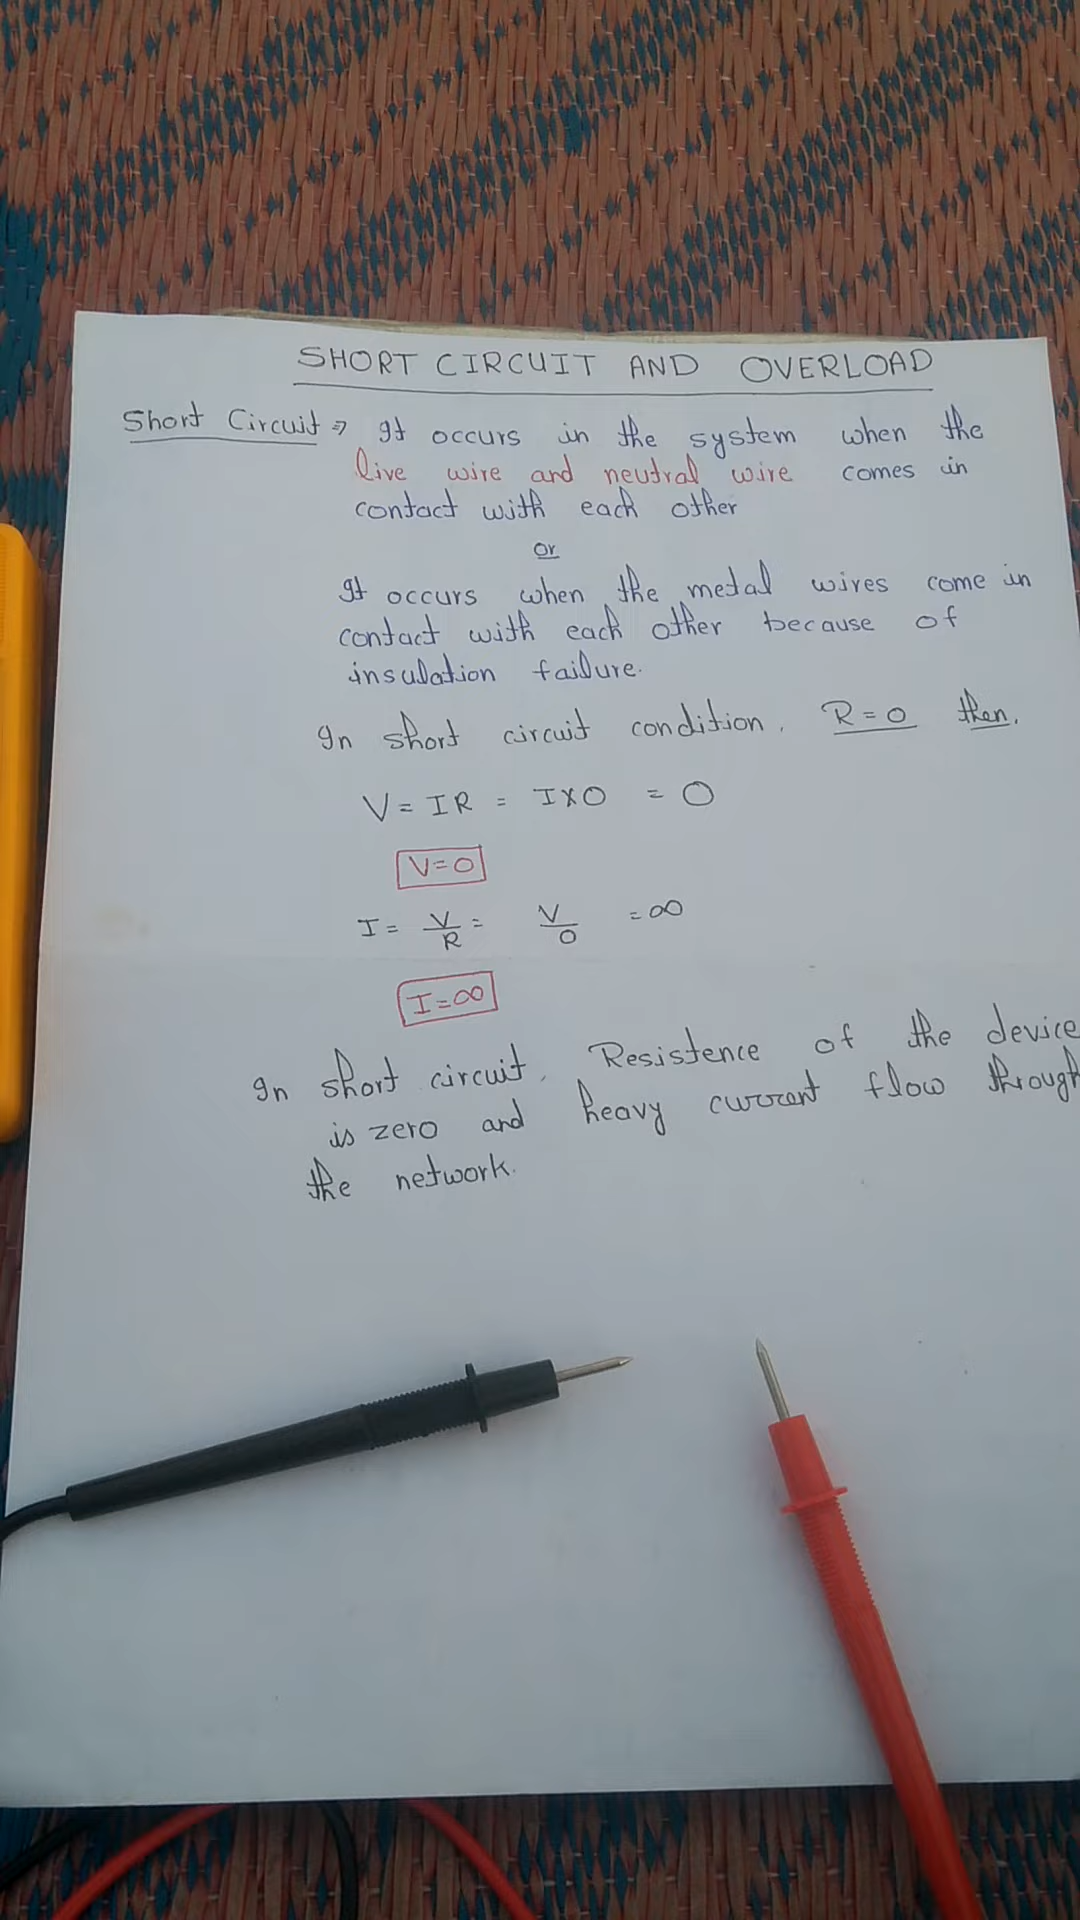 SHORT CIRCUIT AND OVERLOAD
Short Circuit ⇒ It occurs in the system when the
live wire and neutral wire comes in
contact with each other
or
It occurs when the metal wires come in
contact with each other because of
insulation failure.
In short circuit condition, R=0 then,
V = IR = IX0 = 0
V=0
I = V/R = V/0 = ∞
I=∞
In short circuit, Resistence of the device
is zero and heavy current flow through
the network.